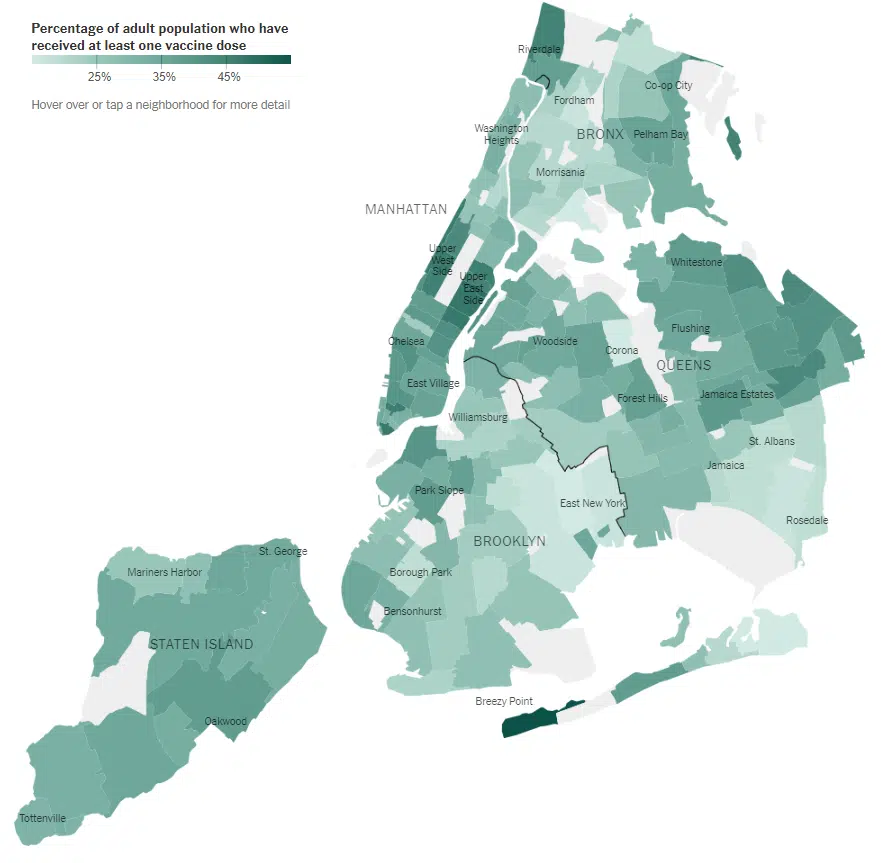 Percentage of adult population who have
received at least one vaccine dose
25% 35% 45%
Hover over or tap a neighborhood for more detail
Riverdale
Co-op City
Fordham
Washington
Heights
BRONX
Pelham Bay
Morrisania
MANHATTAN
Upper
West
Side
Upper
East
Side
Whitestone
Chelsea
Woodside
Flushing
Corona
QUEENS
East Village
Forest Hills
Jamaica Estates
Williamsburg
St. Albans
Jamaica
Park Slope
East New York
Rosedale
BROOKLYN
St. George
Mariners Harbor
Borough Park
Bensonhurst
STATEN ISLAND
Breezy Point
Oakwood
Tottenville